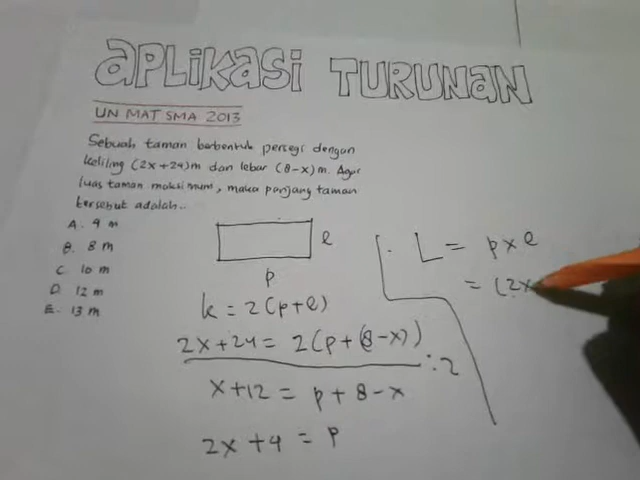 APLIKASI TURUNAN
UN MAT SMA 2013
Sebuah taman berbentuk persegi dengan
keliling (2x+24)m dan lebar (8-x)m. Agar
luas taman maksimum, maka panjang taman
tersebut adalah..
A. 4 m
B. 8 m
C. 10 m
D. 12 m
E. 13 m
l
p
k = 2(p+l)
2x+24 = 2(p+(8-x))
:2
x+12 = p+8-x
2x+4 = p
L = p x l
= (2x